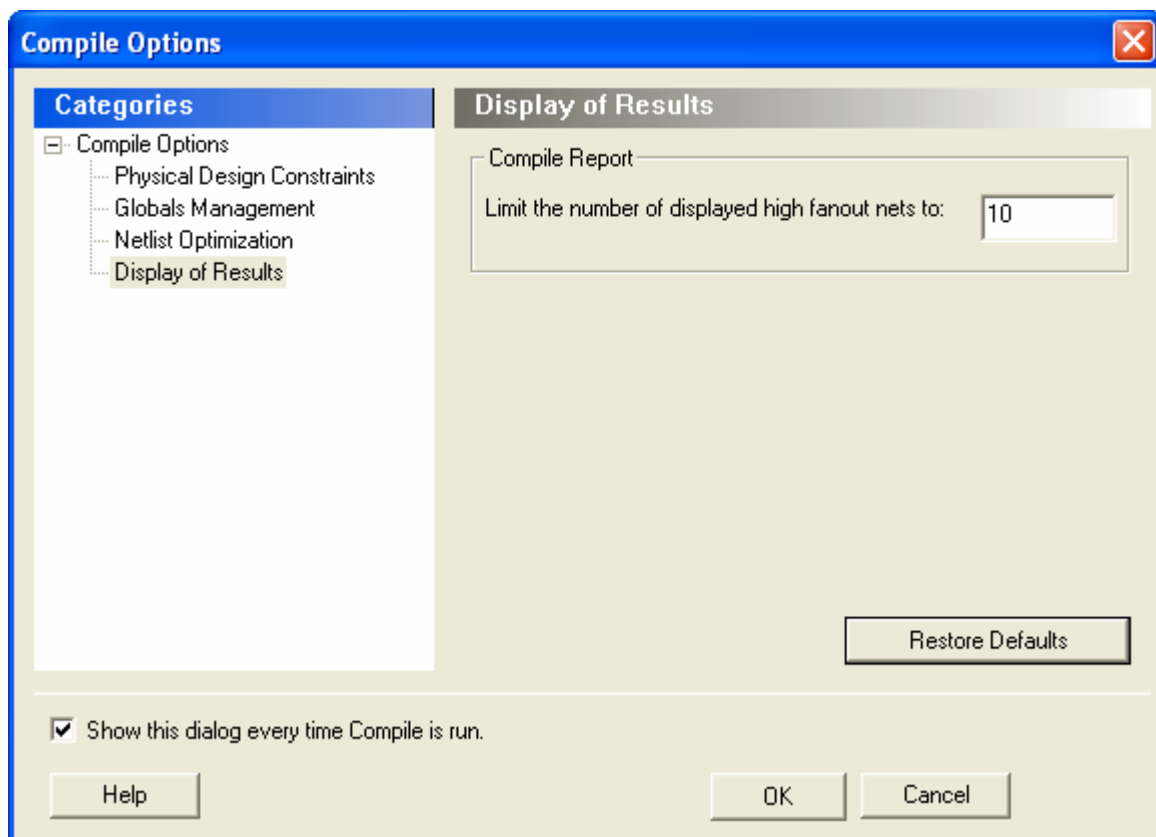 Compile Options
Categories
Compile Options
Physical Design Constraints
Globals Management
Netlist Optimization
Display of Results
Display of Results
Compile Report
Limit the number of displayed high fanout nets to:
10
Restore Defaults
Show this dialog every time Compile is run.
Help
OK
Cancel